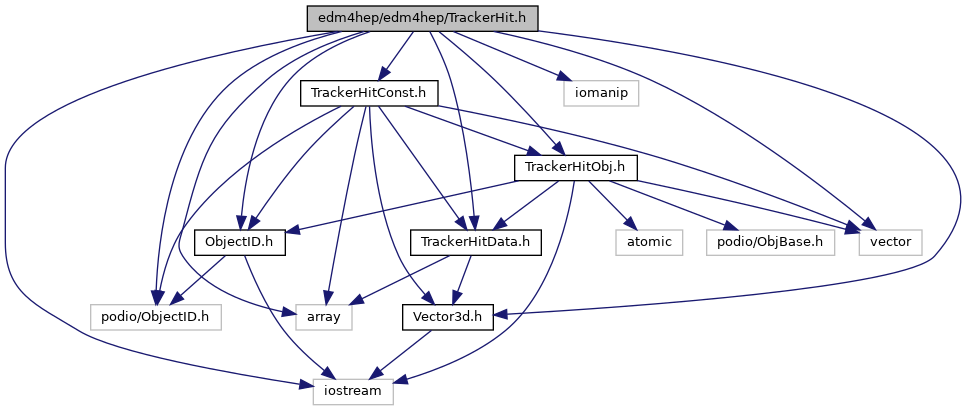 edm4hep/edm4hep/TrackerHit.h
TrackerHitConst.h
iomanip
TrackerHitObj.h
ObjectID.h
TrackerHitData.h
atomic
podio/ObjBase.h
vector
podio/ObjectID.h
array
Vector3d.h
iostream